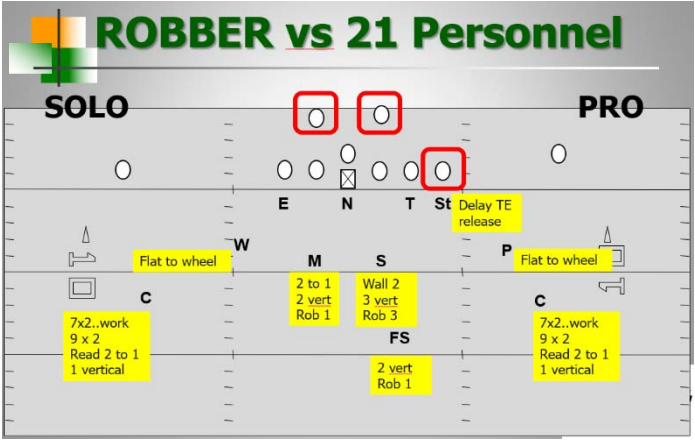 ROBBER vs 21 Personnel
SOLO
PRO
E N T St
Delay TE
release
W
M
S
P
Flat to wheel
Flat to wheel
C
2 to 1
2 vert
Rob 1
Wall 2
3 vert
Rob 3
C
7x2..work
9 x 2
Read 2 to 1
1 vertical
FS
2 vert
Rob 1
7x2..work
9 x 2
Read 2 to 1
1 vertical